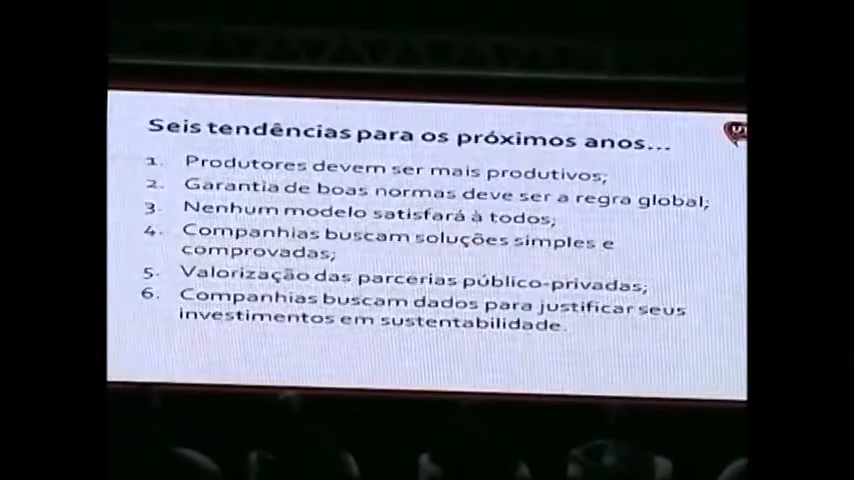 Seis tendências para os próximos anos...
1. Produtores devem ser mais produtivos;
2. Garantia de boas normas deve ser a regra global;
3. Nenhum modelo satisfará à todos;
4. Companhias buscam soluções simples e
comprovadas;
5. Valorização das parcerias público-privadas;
6. Companhias buscam dados para justificar seus
investimentos em sustentabilidade.